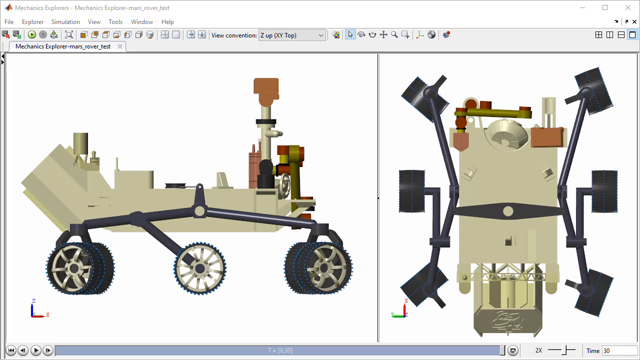 Mechanics Explorers - Mechanics Explorer-mars_rover_test
File Explorer Simulation View Tools Window Help
View convention: Z up (XY Top)
Mechanics Explorer-mars_rover_test
Z
X
Y
X
T = [0,30]
2X
Time 30